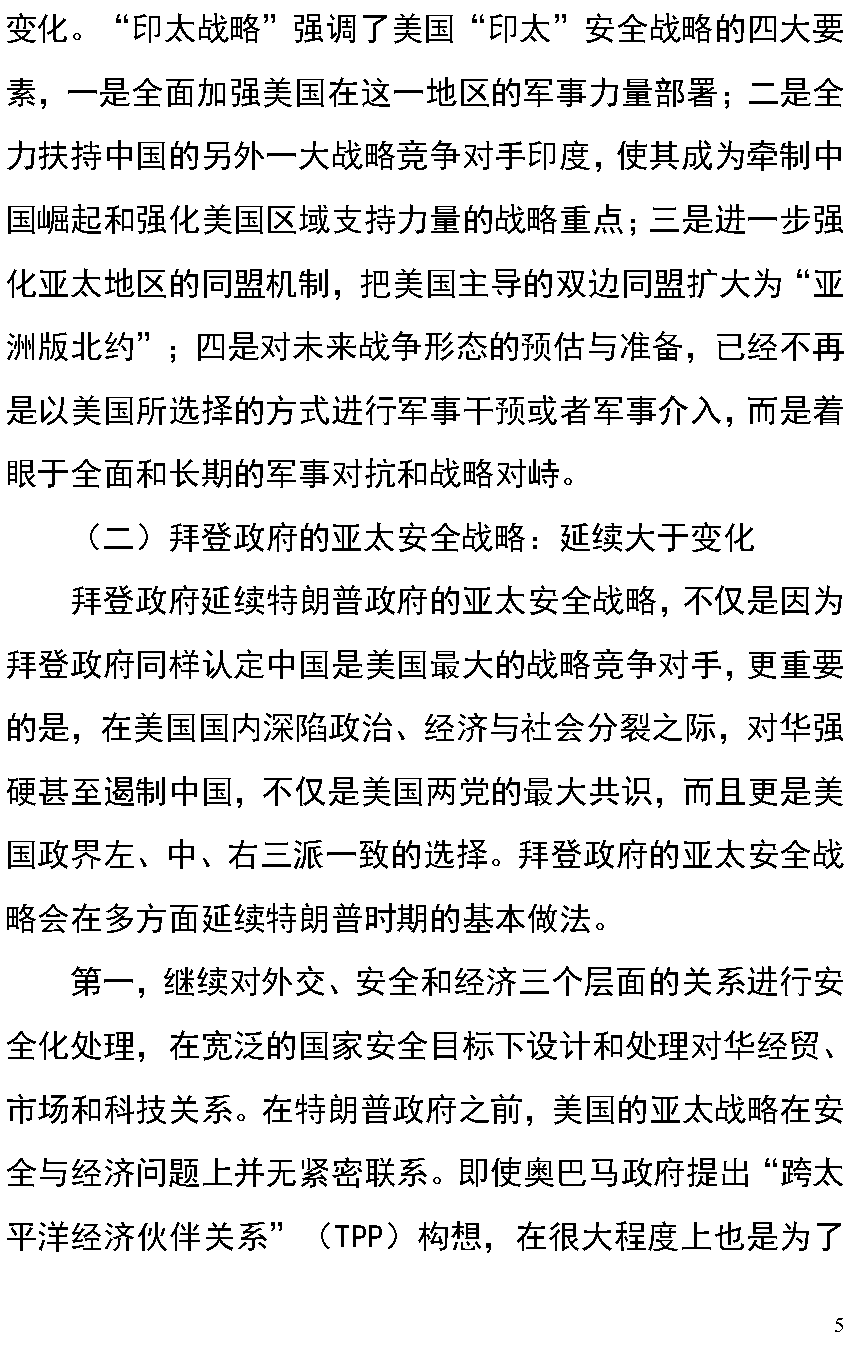 变化。“印太战略”强调了美国“印太”安全战略的四大要
素，一是全面加强美国在这一地区的军事力量部署；二是全
力扶持中国的另外一大战略竞争对手印度，使其成为牵制中
国崛起和强化美国区域支持力量的战略重点；三是进一步强
化亚太地区的同盟机制，把美国主导的双边同盟扩大为“亚
洲版北约”；四是对未来战争形态的预估与准备，已经不再
是以美国所选择的方式进行军事干预或者军事介入，而是着
眼于全面和长期的军事对抗和战略对峙。
（二）拜登政府的亚太安全战略：延续大于变化
拜登政府延续特朗普政府的亚太安全战略，不仅是因为
拜登政府同样认定中国是美国最大的战略竞争对手，更重要
的是，在美国国内深陷政治、经济与社会分裂之际，对华强
硬甚至遏制中国，不仅是美国两党的最大共识，而且更是美
国政界左、中、右三派一致的选择。拜登政府的亚太安全战
略会在多方面延续特朗普时期的基本做法。
第一，继续对外交、安全和经济三个层面的关系进行安
全化处理，在宽泛的国家安全目标下设计和处理对华经贸、
市场和科技关系。在特朗普政府之前，美国的亚太战略在安
全与经济问题上并无紧密联系。即使奥巴马政府提出“跨太
平洋经济伙伴关系”（TPP）构想，在很大程度上也是为了
5